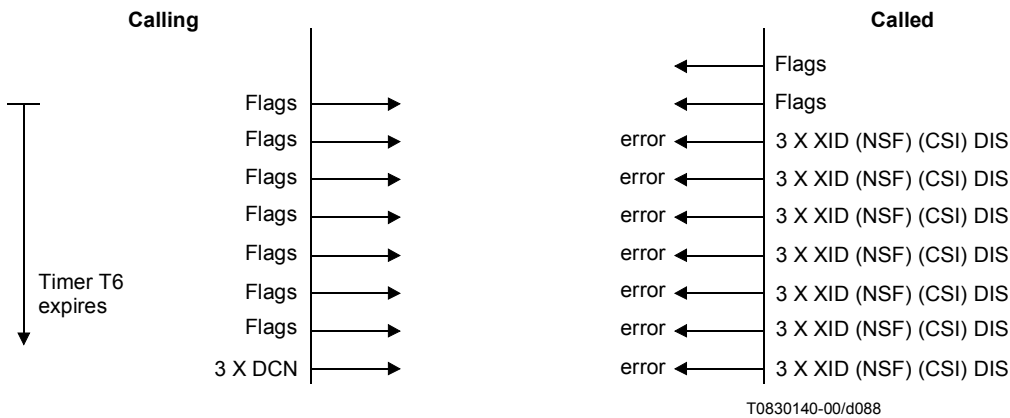 Calling Called
Flags
Flags Flags
Flags error 3 X XID (NSF) (CSI) DIS
Flags error 3 X XID (NSF) (CSI) DIS
Flags error 3 X XID (NSF) (CSI) DIS
Flags error 3 X XID (NSF) (CSI) DIS
Timer T6
expires
Flags error 3 X XID (NSF) (CSI) DIS
Flags error 3 X XID (NSF) (CSI) DIS
3 X DCN error 3 X XID (NSF) (CSI) DIS
T0830140-00/d088